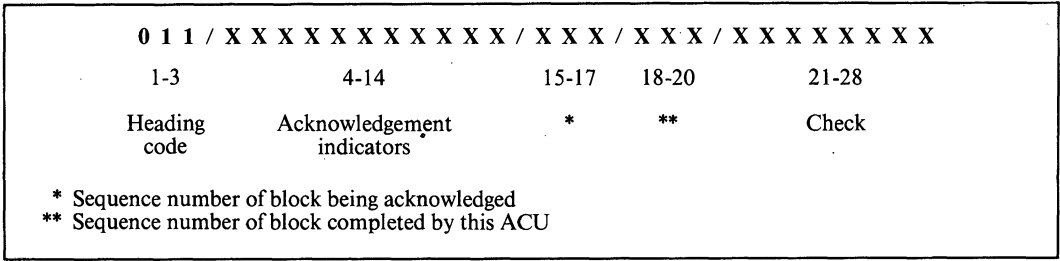 0 1 1 / X X X X X X X X X X X / X X X / X X X / X X X X X X X X
1-3 4-14 15-17 18-20 21-28
Heading Acknowledgement * ** Check
code indicators
* Sequence number of block being acknowledged
** Sequence number of block completed by this ACU